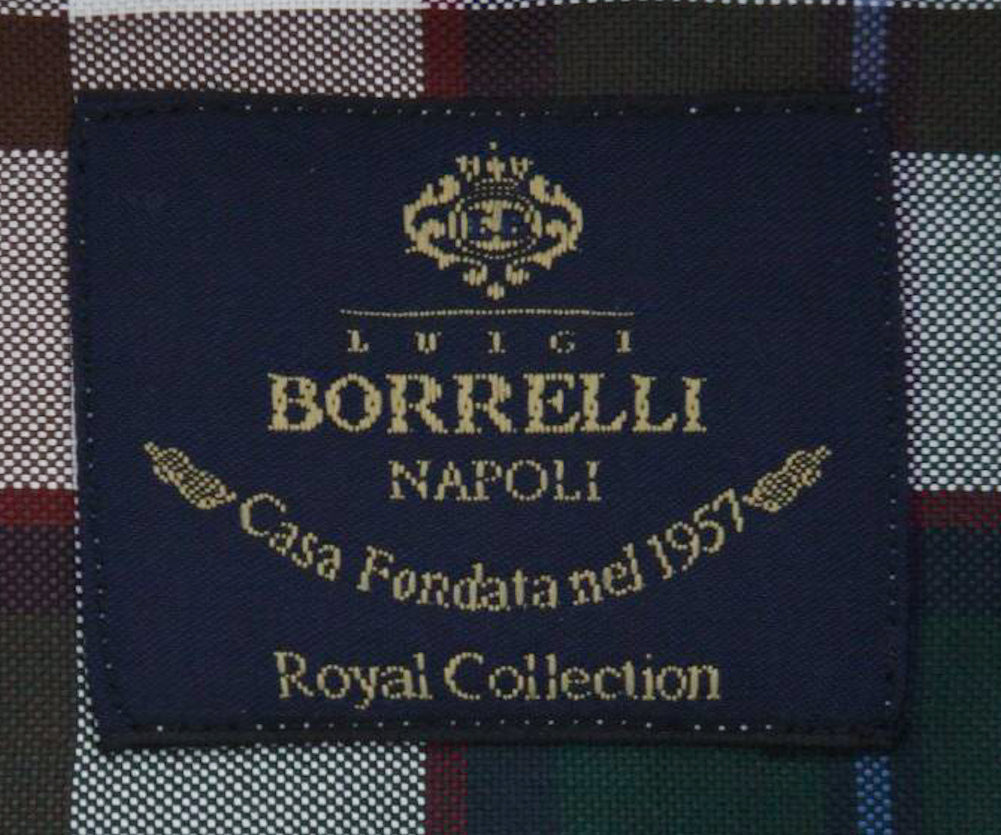 LUIGI
BORRELLI
NAPOLI
Casa Fondata nel 1957
Royal Collection